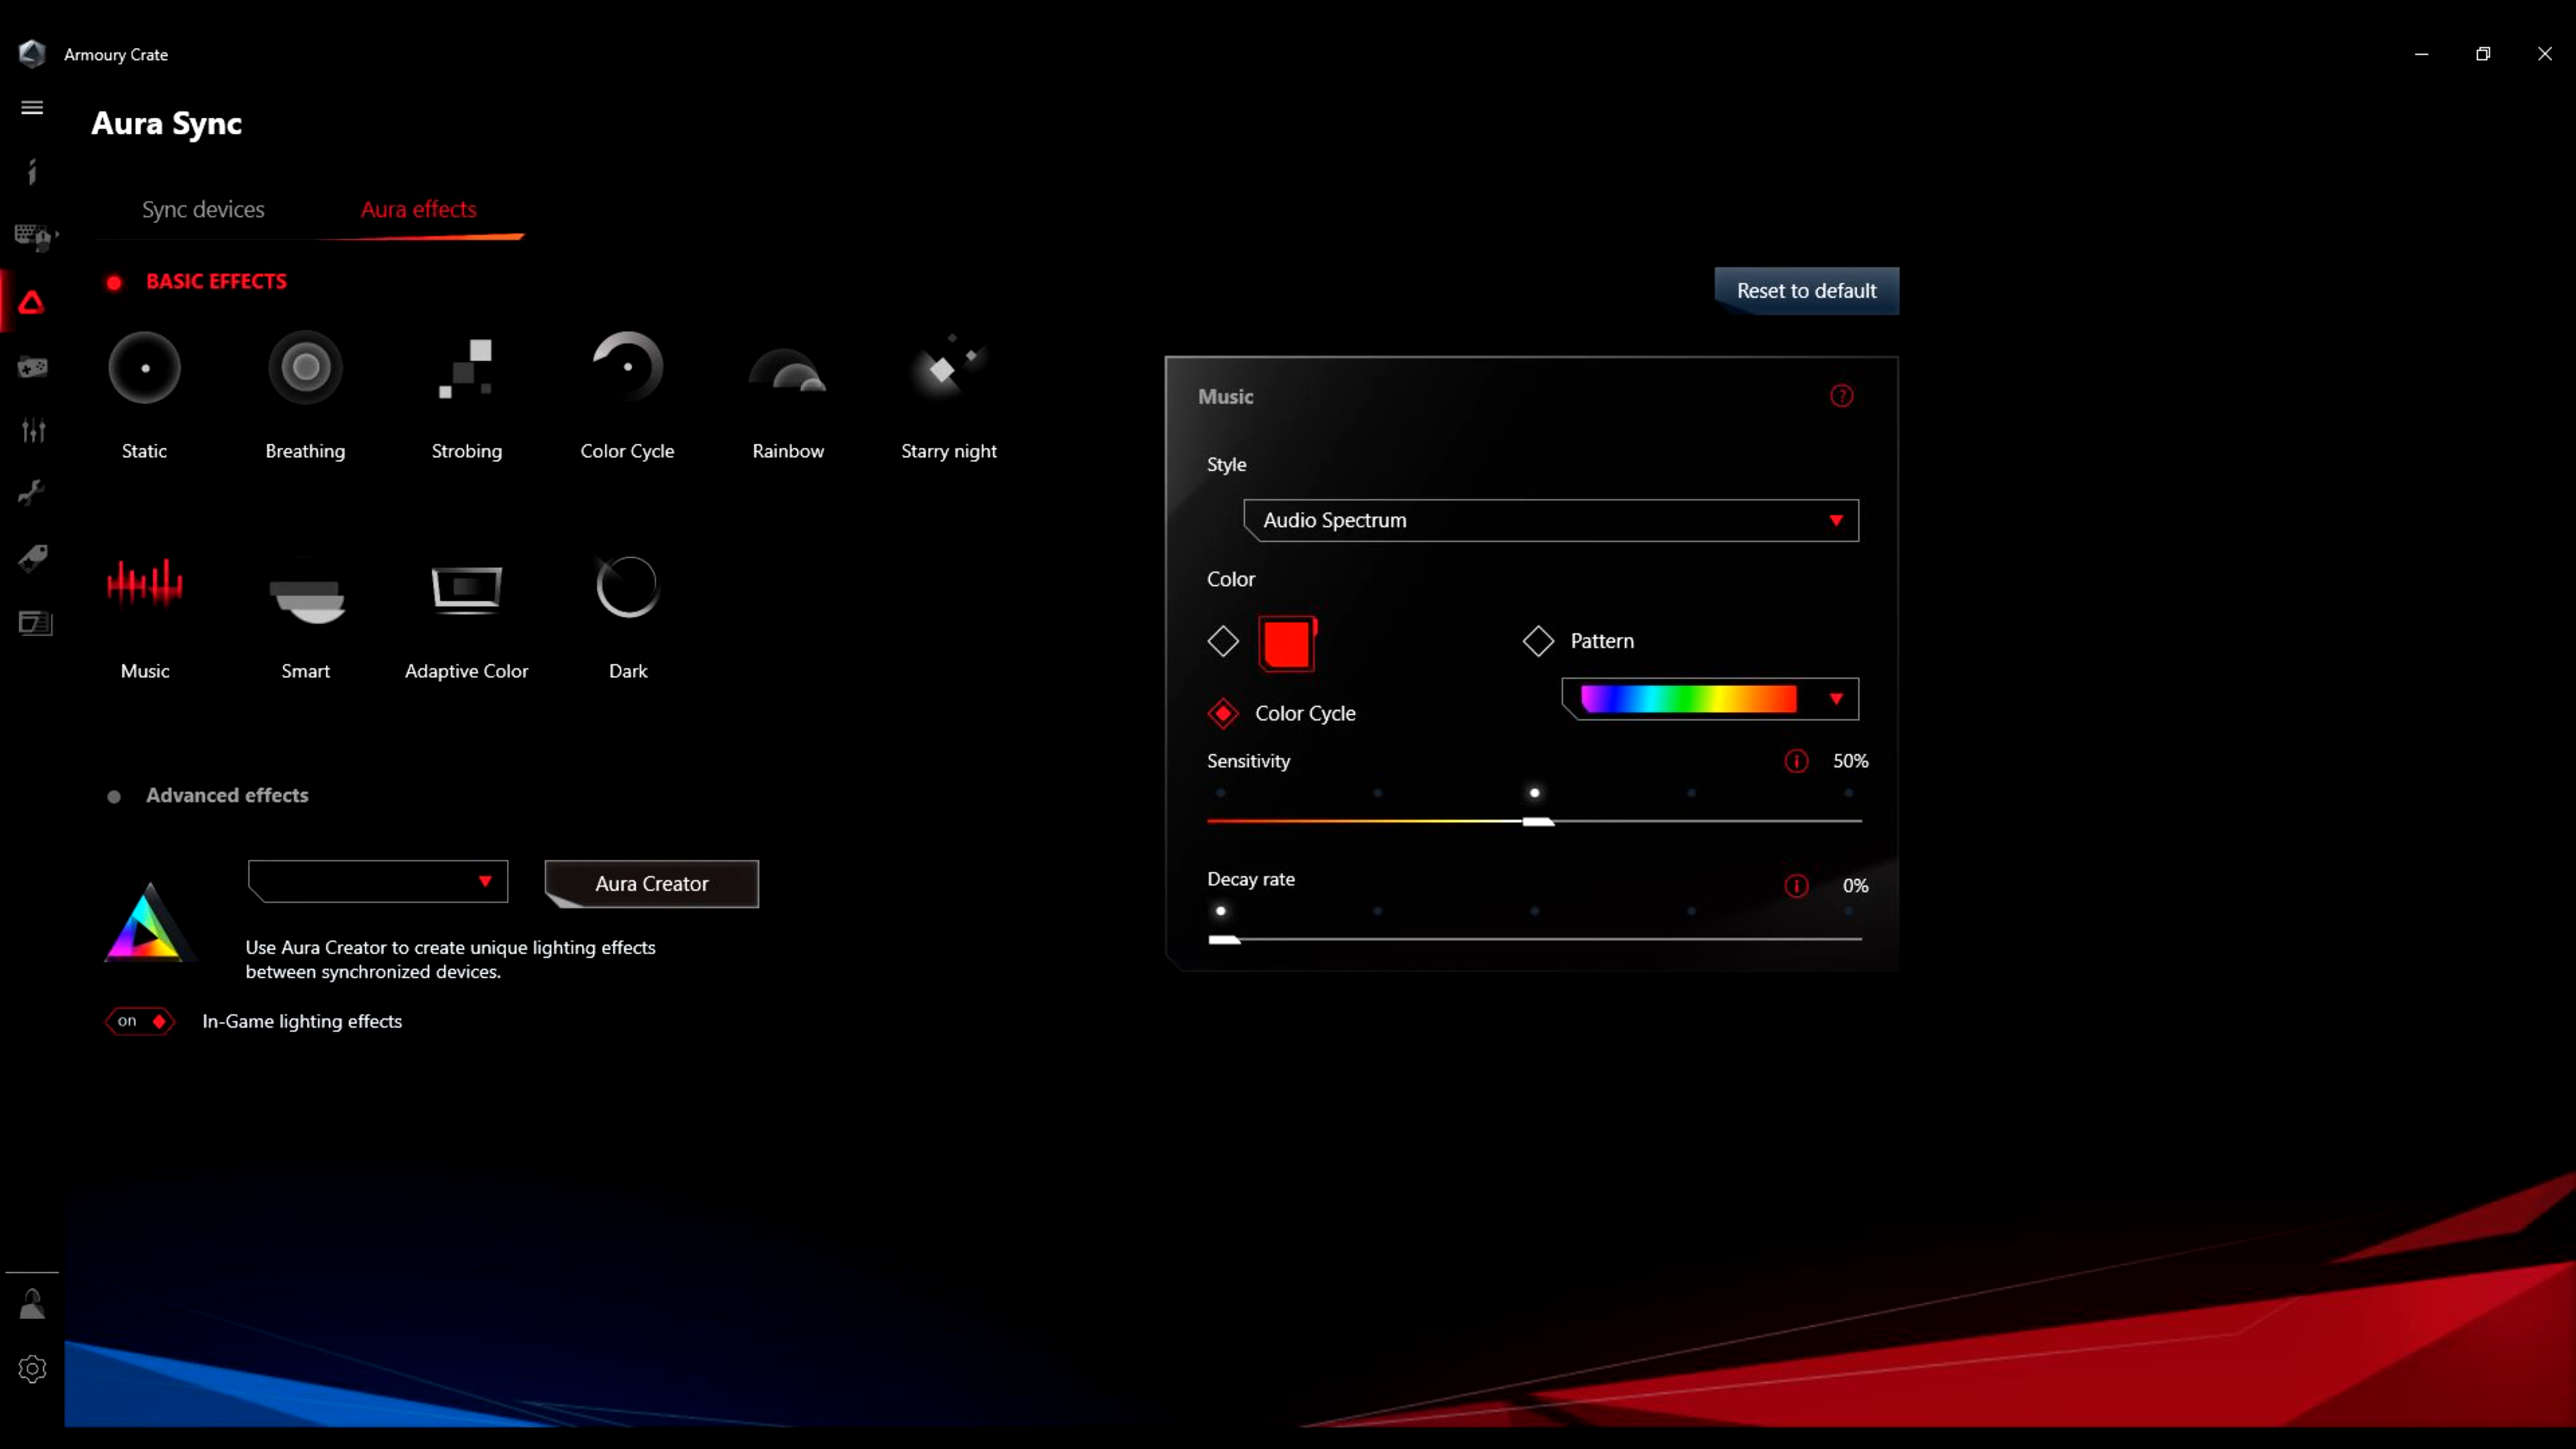 Armoury Crate
Aura Sync
Sync devices
Aura effects
BASIC EFFECTS
Reset to default
Static
Breathing
Strobing
Color Cycle
Rainbow
Starry night
Music
Smart
Adaptive Color
Dark
Advanced effects
Aura Creator
Use Aura Creator to create unique lighting effects
between synchronized devices.
on
In-Game lighting effects
Music
?
Style
Audio Spectrum
Color
Pattern
Color Cycle
Sensitivity
50%
Decay rate
0%